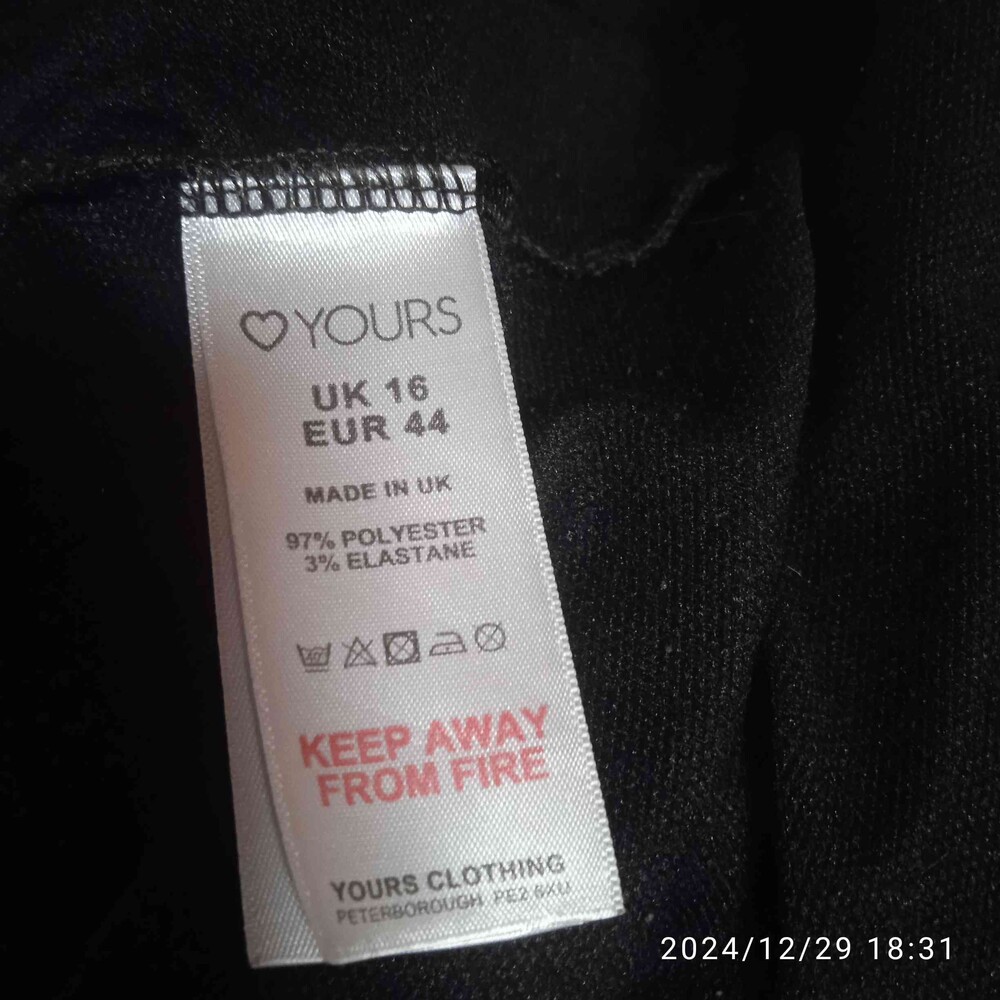 YOURS
UK 16
EUR 44
MADE IN UK
97% POLYESTER
3% ELASTANE
40
KEEP AWAY
FROM FIRE
YOURS CLOTHING
PETERBOROUGH PE2 6XU
2024/12/29 18:31